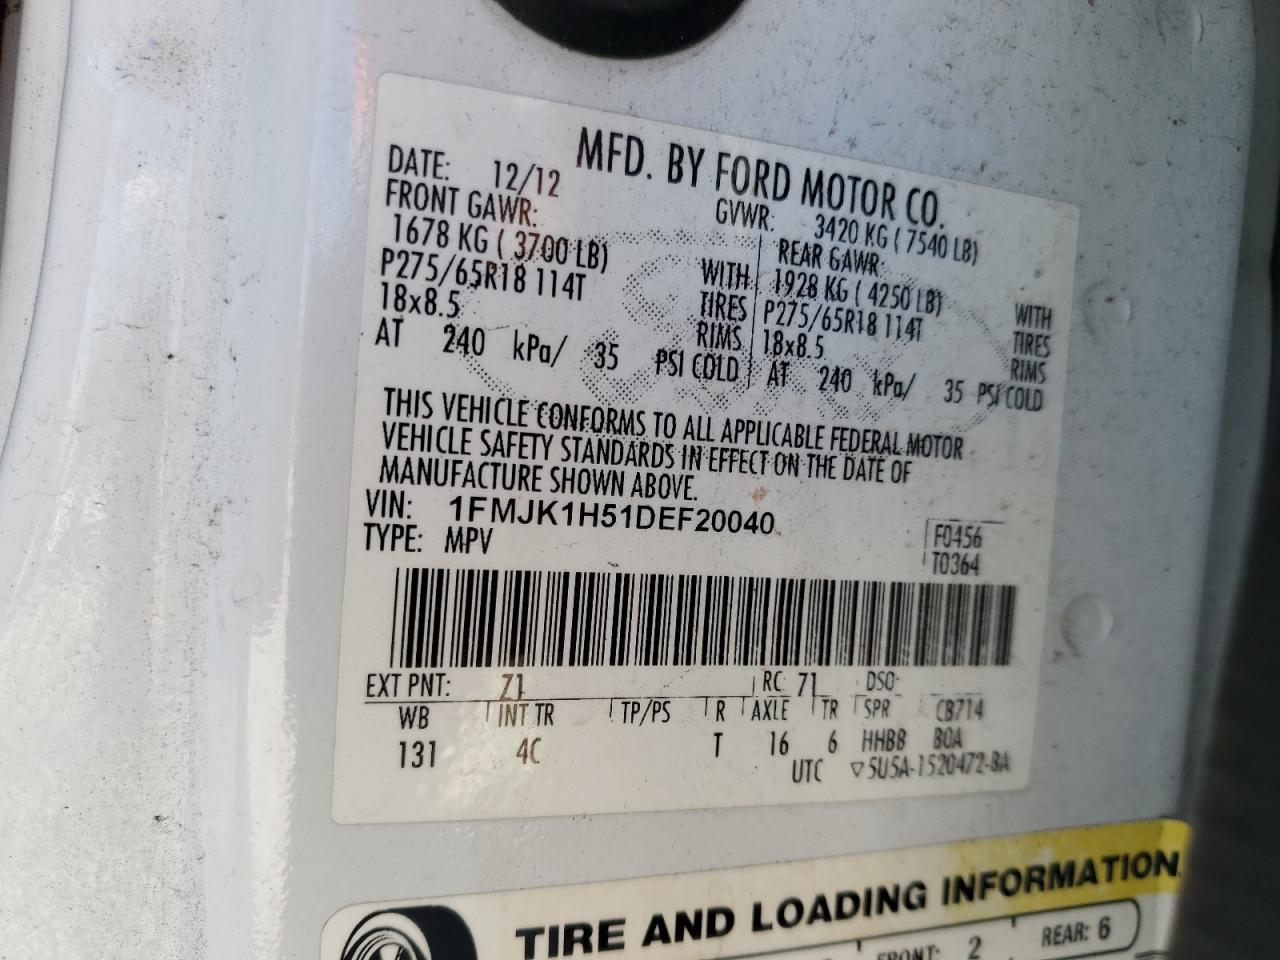 MFD. BY FORD MOTOR CO.
DATE: 12/12 GVWR: 3420 KG ( 7540 LB)
FRONT GAWR: REAR GAWR:
1678 KG ( 3700 LB) WITH 1928 KG ( 4250 LB) WITH
P275/65R18 114T TIRES P275/65R18 114T TIRES
18x8.5 RIMS 18x8.5 RIMS
AT 240 kPa/ 35 PSI COLD AT 240 kPa/ 35 PSI COLD
THIS VEHICLE CONFORMS TO ALL APPLICABLE FEDERAL MOTOR
VEHICLE SAFETY STANDARDS IN EFFECT ON THE DATE OF
MANUFACTURE SHOWN ABOVE.
VIN: 1FMJK1H51DEF20040
TYPE: MPV
F0456
T0364
EXT PNT: Z1 RC: 71 DSO:
WB INT TR TP/PS R AXLE TR SPR CB714
131 4C T 16 6 HHBB BOA
UTC ▽5U5A-1520472-BA
TIRE AND LOADING INFORMATION
FRONT: 2 REAR: 6